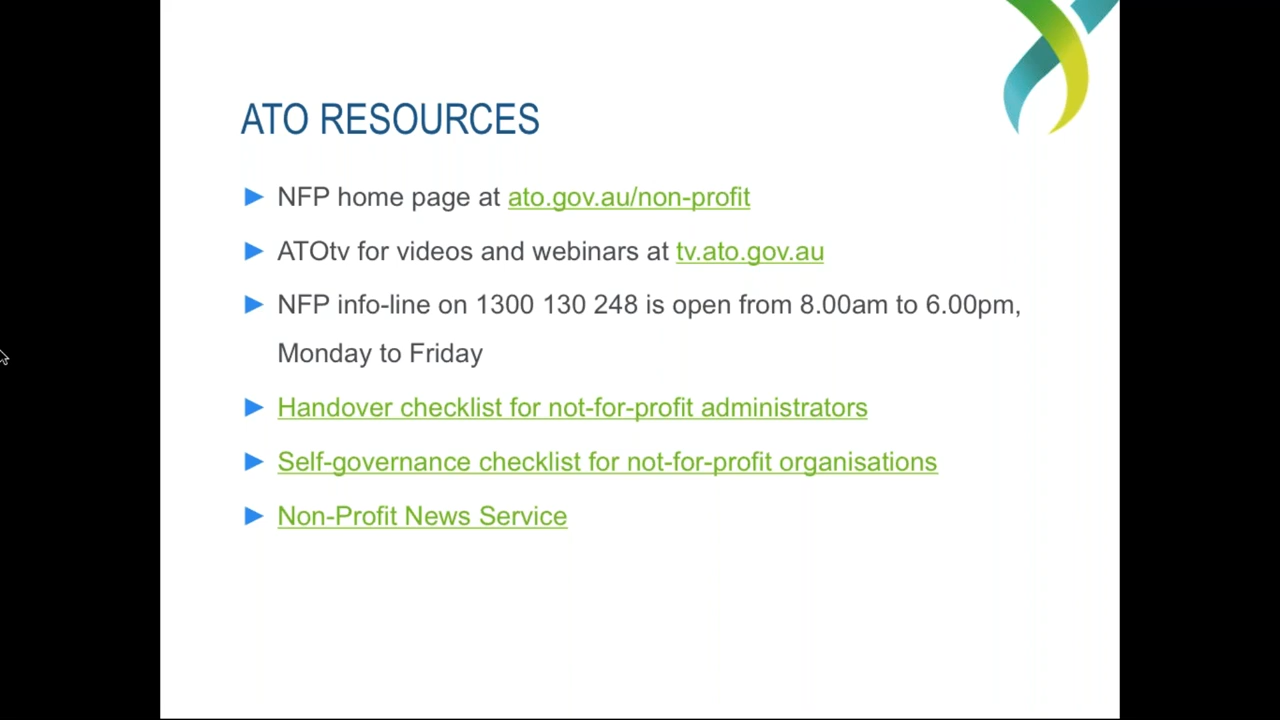 ATO RESOURCES
NFP home page at ato.gov.au/non-profit
ATOtv for videos and webinars at tv.ato.gov.au
NFP info-line on 1300 130 248 is open from 8.00am to 6.00pm,
Monday to Friday
Handover checklist for not-for-profit administrators
Self-governance checklist for not-for-profit organisations
Non-Profit News Service